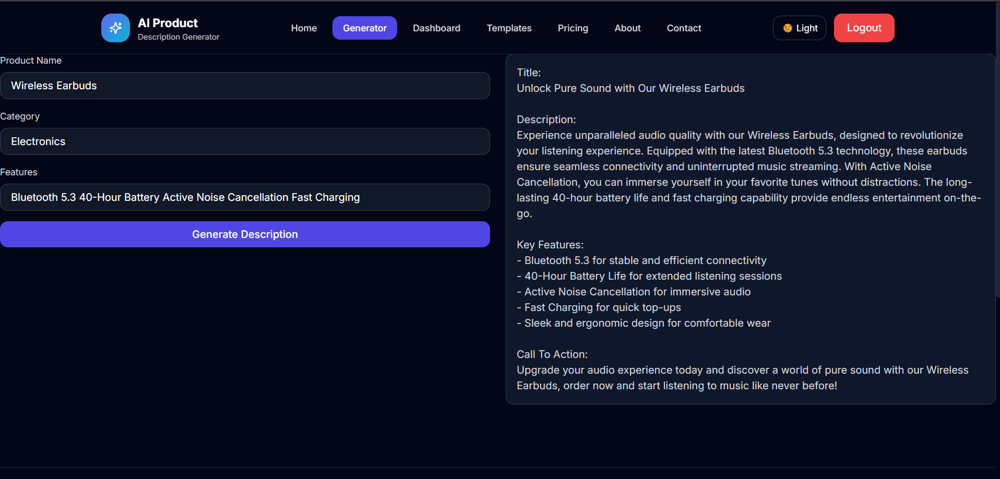 AI Product
Description Generator
Home
Generator
Dashboard
Templates
Pricing
About
Contact
🌞 Light
Logout
Product Name
Wireless Earbuds
Category
Electronics
Features
Bluetooth 5.3 40-Hour Battery Active Noise Cancellation Fast Charging
Generate Description
Title:
Unlock Pure Sound with Our Wireless Earbuds
Description:
Experience unparalleled audio quality with our Wireless Earbuds, designed to revolutionize
your listening experience. Equipped with the latest Bluetooth 5.3 technology, these earbuds
ensure seamless connectivity and uninterrupted music streaming. With Active Noise
Cancellation, you can immerse yourself in your favorite tunes without distractions. The long-
lasting 40-hour battery life and fast charging capability provide endless entertainment on-the-
go.
Key Features:
- Bluetooth 5.3 for stable and efficient connectivity
- 40-Hour Battery Life for extended listening sessions
- Active Noise Cancellation for immersive audio
- Fast Charging for quick top-ups
- Sleek and ergonomic design for comfortable wear
Call To Action:
Upgrade your audio experience today and discover a world of pure sound with our Wireless
Earbuds, order now and start listening to music like never before!